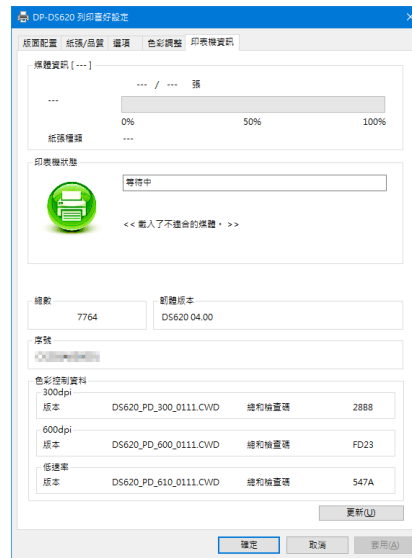 DP-DS620 列印喜好設定
版面配置 紙張/品質 選項 色彩調整 印表機資訊
媒體資訊 [ --- ]
--- / --- 張
---
0% 50% 100%
紙張種類 ---
印表機狀態
等待中
<< 載入了不適合的媒體。 >>
總數 韌體版本
7764 DS620 04.00
序號
色彩控制資料
300dpi
版本 DS620_PD_300_0111.CWD 總和檢查碼 28B8
600dpi
版本 DS620_PD_600_0111.CWD 總和檢查碼 FD23
低速率
版本 DS620_PD_610_0111.CWD 總和檢查碼 547A
更新(U)
確定 取消 套用(A)